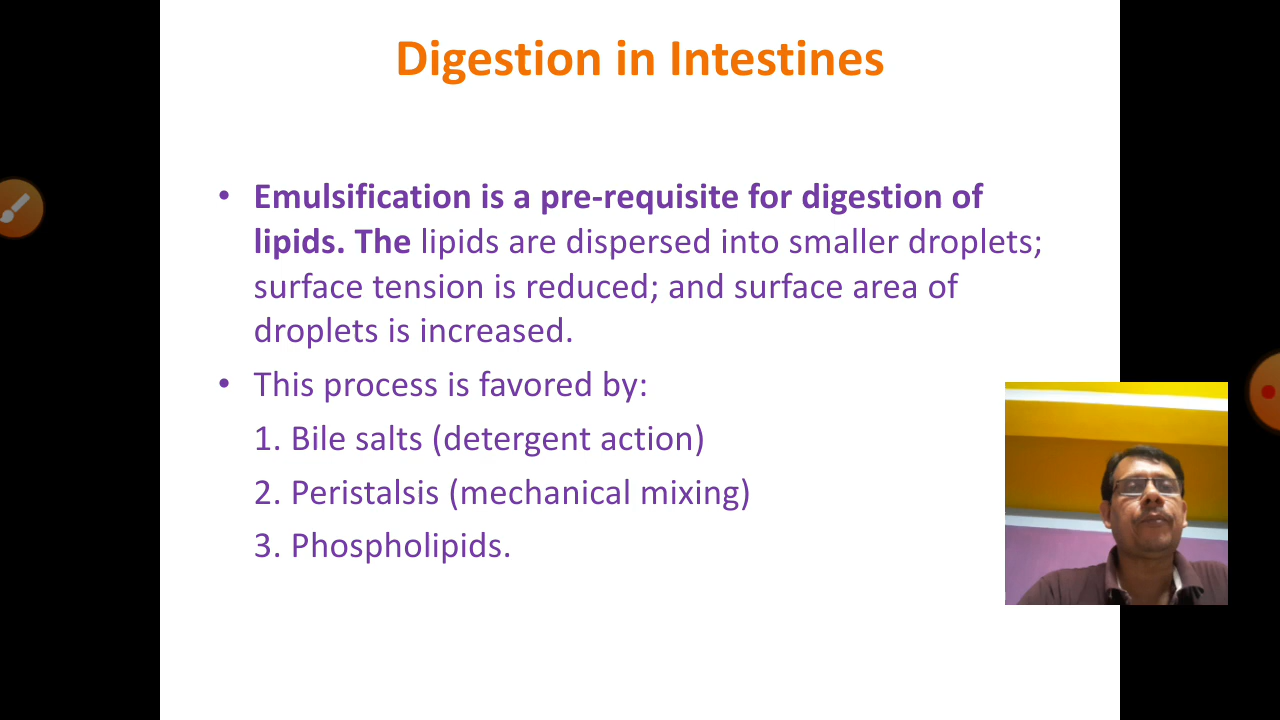 Digestion in Intestines
• Emulsification is a pre-requisite for digestion of
lipids. The lipids are dispersed into smaller droplets;
surface tension is reduced; and surface area of
droplets is increased.
• This process is favored by:
1. Bile salts (detergent action)
2. Peristalsis (mechanical mixing)
3. Phospholipids.